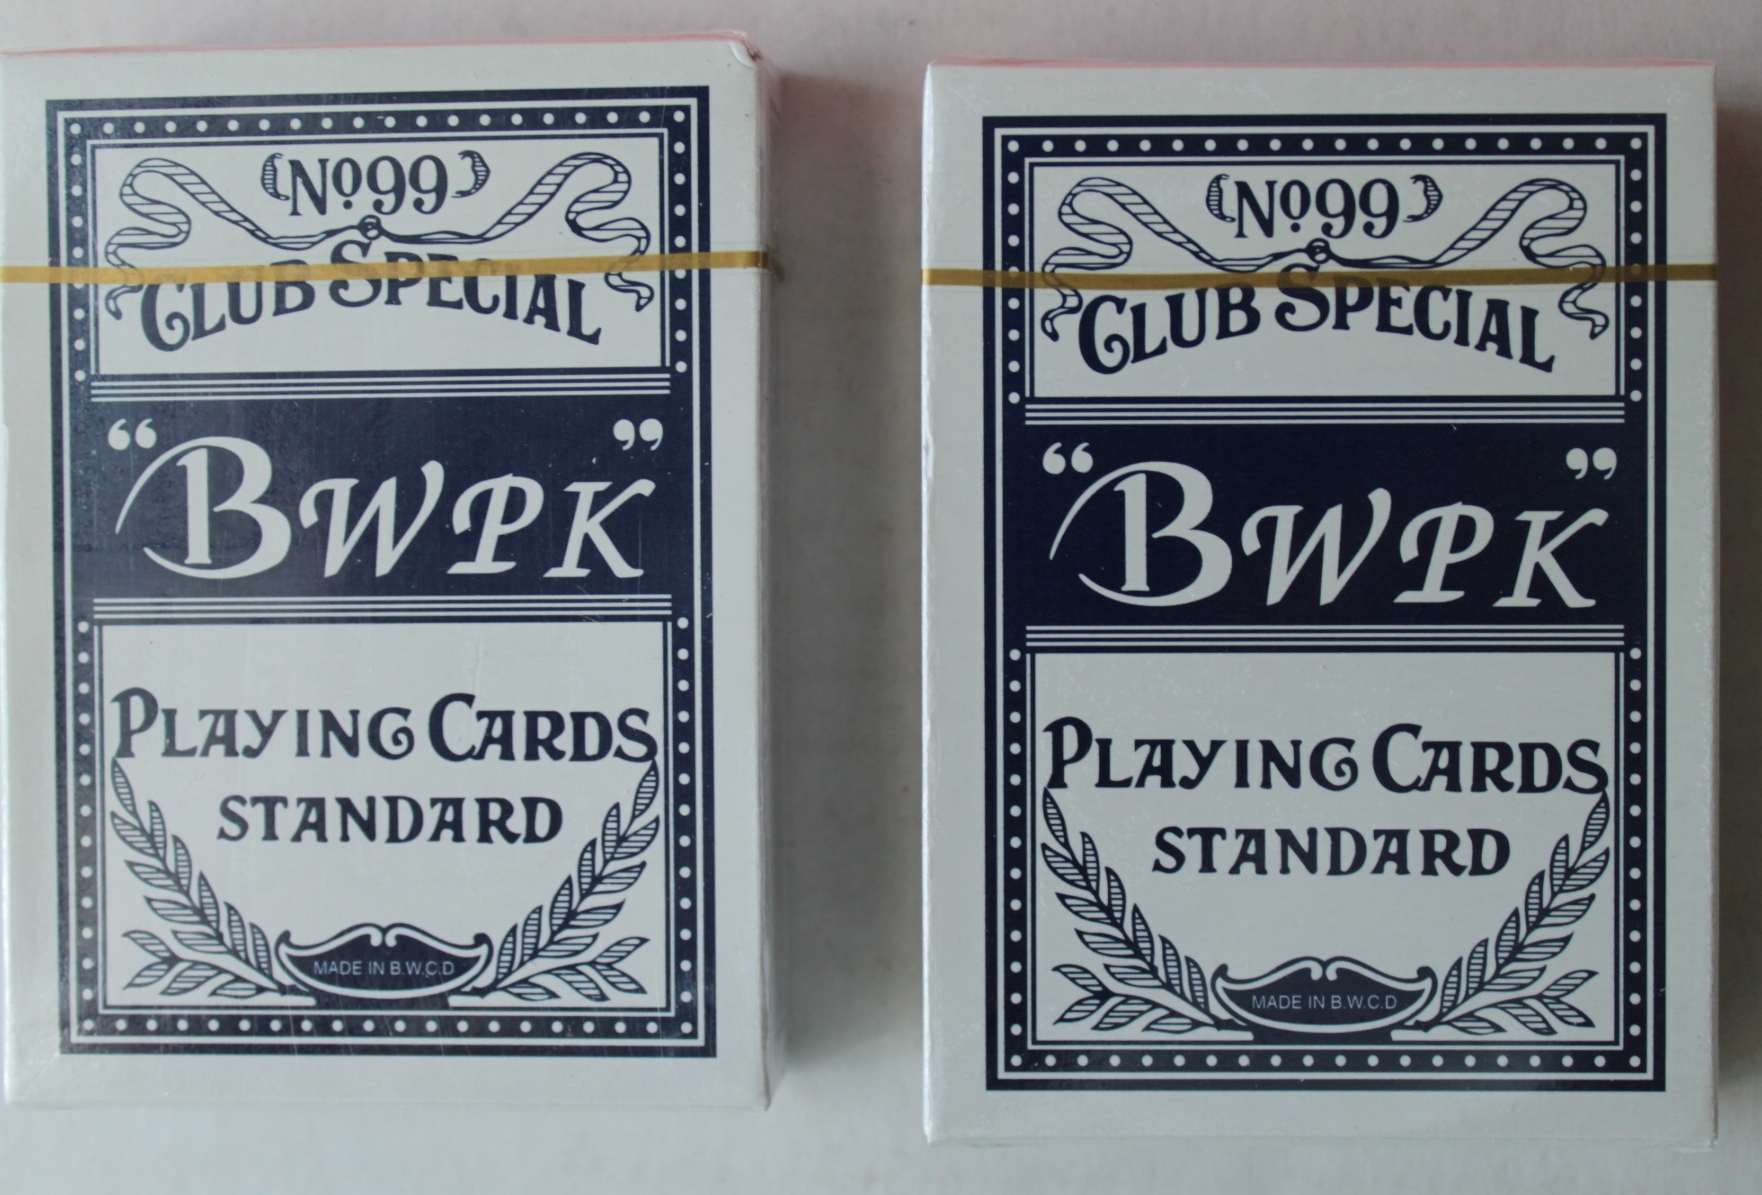 No99
CLUB SPECIAL
“BWPK”
PLAYING CARDS
STANDARD
MADE IN B.W.C.D
No99
CLUB SPECIAL
“BWPK”
PLAYING CARDS
STANDARD
MADE IN B.W.C.D